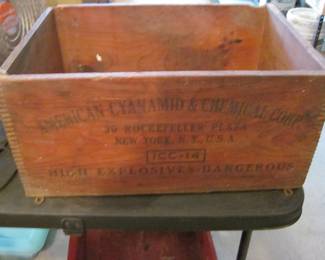 AMERICAN CYANAMID & CHEMICAL CORP.
30 ROCKEFELLER PLAZA
NEW YORK, N.Y., U.S.A.
ICC-14
HIGH EXPLOSIVES-DANGEROUS